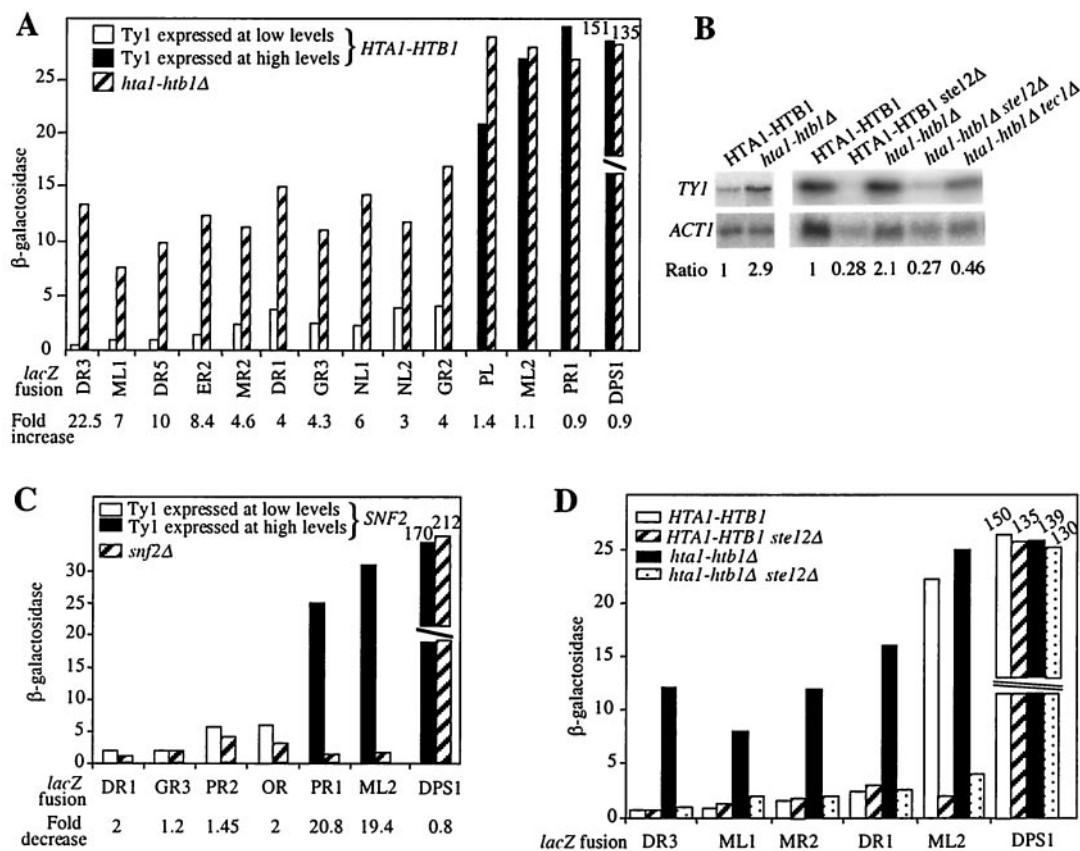 A
Ty1 expressed at low levels
Ty1 expressed at high levels
HTA1-HTB1
hta1-htb1Δ
151
135
β-galactosidase
25
20
15
10
5
0
lacZ fusion
DR3 ML1 DR5 ER2 MR2 DR1 GR3 NL1 NL2 GR2 PL ML2 PR1 DPS1
Fold increase
22.5 7 10 8.4 4.6 4 4.3 6 3 4 1.4 1.1 0.9 0.9
B
HTA1-HTB1
hta1-htb1Δ
HTA1-HTB1
HTA1-HTB1 ste12Δ
hta1-htb1Δ
hta1-htb1Δ ste12Δ
hta1-htb1Δ tec1Δ
TY1
ACT1
Ratio 1 2.9 1 0.28 2.1 0.27 0.46
C
Ty1 expressed at low levels
Ty1 expressed at high levels
SNF2
snf2Δ
170 212
β-galactosidase
30
25
20
15
10
5
0
lacZ fusion
DR1 GR3 PR2 OR PR1 ML2 DPS1
Fold decrease
2 1.2 1.45 2 20.8 19.4 0.8
D
HTA1-HTB1
HTA1-HTB1 ste12Δ
hta1-htb1Δ
hta1-htb1Δ ste12Δ
150 135 139 130
β-galactosidase
25
20
15
10
5
0
lacZ fusion DR3 ML1 MR2 DR1 ML2 DPS1